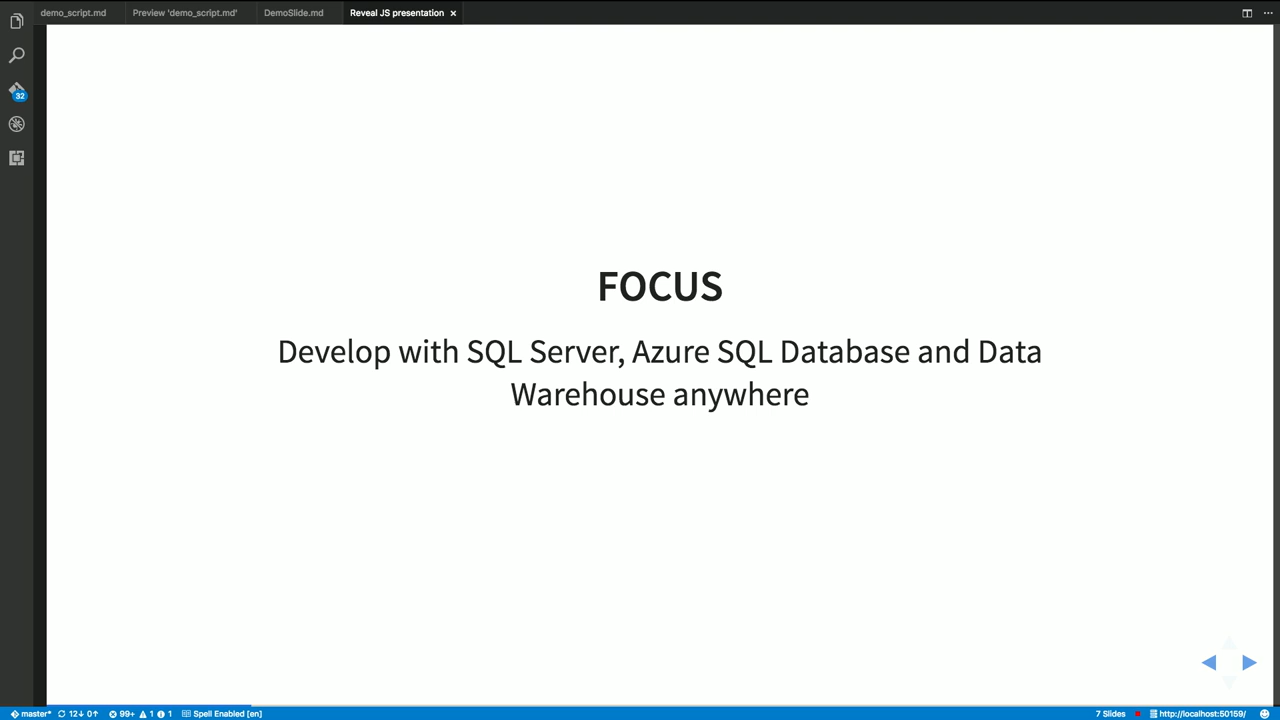 demo_script.md Preview 'demo_script.md' DemoSlide.md Reveal JS presentation
32
FOCUS
Develop with SQL Server, Azure SQL Database and Data
Warehouse anywhere
master* 12↓ 0↑ 99+ 1 1 Spell Enabled [en] 7 Slides http://localhost:50159/